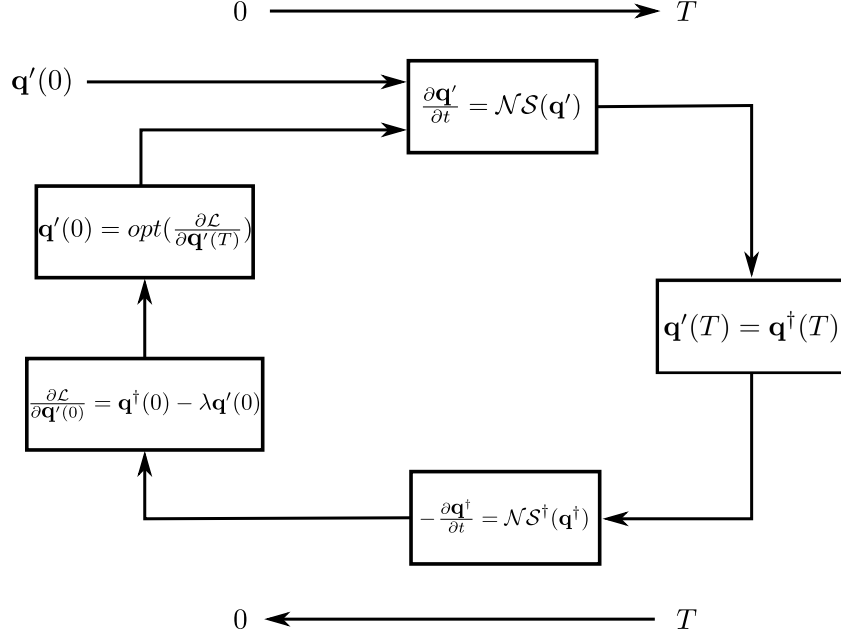 0 T
𝐪′(0)
∂𝐪′/∂t = 𝒩𝒮(𝐪′)
𝐪′(0) = opt(∂ℒ/∂𝐪′(T))
𝐪′(T) = 𝐪†(T)
∂ℒ/∂𝐪′(0) = 𝐪†(0) − λ𝐪′(0)
−∂𝐪†/∂t = 𝒩𝒮†(𝐪†)
0 T